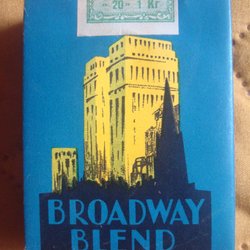 20 - 1 Kr
BROADWAY
BLEND